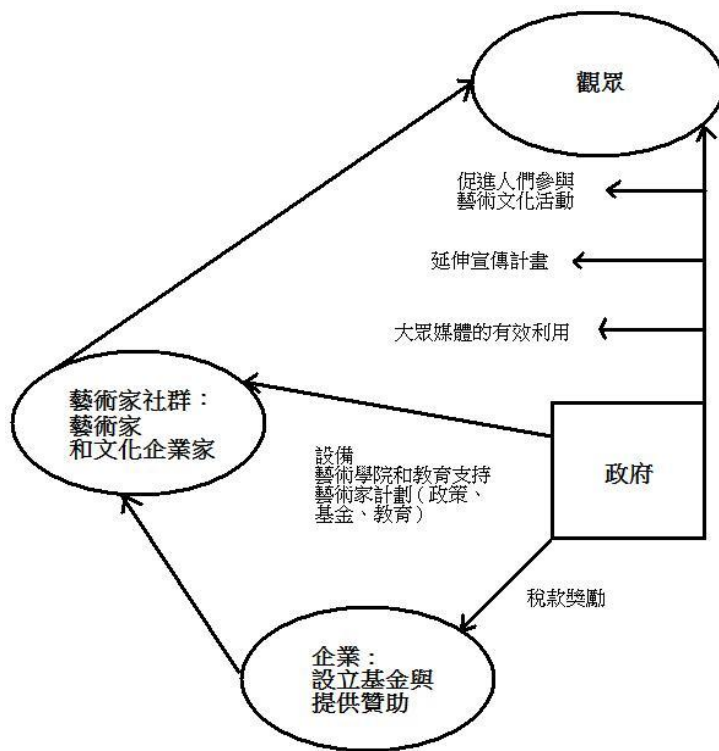 觀眾
促進人們參與
藝術文化活動
延伸宣傳計畫
大眾媒體的有效利用
藝術家社群：
藝術家
和文化企業家
設備
藝術學院和教育支持
藝術家計劃（政策、
基金、教育）
政府
稅款獎勵
企業：
設立基金與
提供贊助